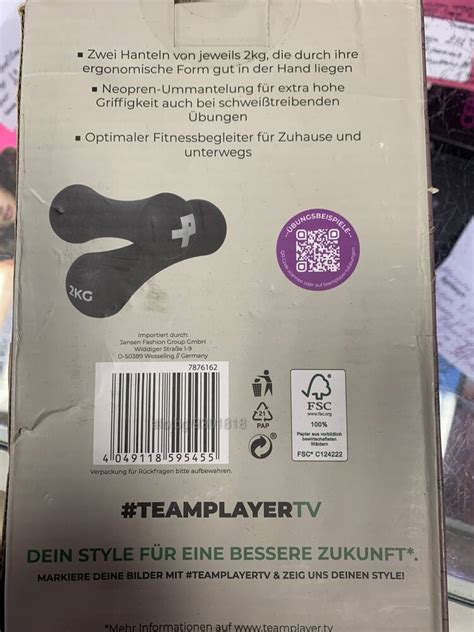 ▪ Zwei Hanteln von jeweils 2kg, die durch ihre
ergonomische Form gut in der Hand liegen
▪ Neopren-Ummantelung für extra hohe
Griffigkeit auch bei schweißtreibenden
Übungen
▪ Optimaler Fitnessbegleiter für Zuhause und
unterwegs
ÜBUNGSBEISPIELE
2KG
Importiert durch:
Jansen Fashion Group GmbH
Widdiger Straße 1-9
D-50389 Wesseling // Germany
7876162
4 049118 595455
Verpackung für Rückfragen bitte aufbewahren.
21
PAP
FSC
www.fsc.org
100%
Papier aus vorbildlich
bewirtschafteten
Wäldern
FSC® C124222
#TEAMPLAYERTV
DEIN STYLE FÜR EINE BESSERE ZUKUNFT*.
MARKIERE DEINE BILDER MIT #TEAMPLAYERTV & ZEIG UNS DEINEN STYLE!
*Mehr Informationen auf www.teamplayer.tv